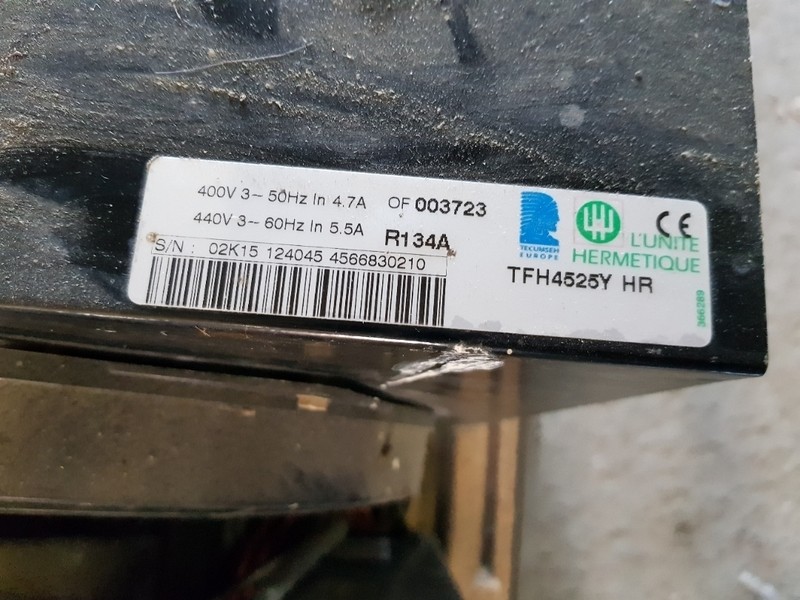 400V 3~ 50Hz In 4.7A OF 003723
440V 3~ 60Hz In 5.5A R134A
S/N : 02K15 124045 4566830210
TECUMSEH
EUROPE
CE
L'UNITE
HERMETIQUE
TFH4525Y HR
366289